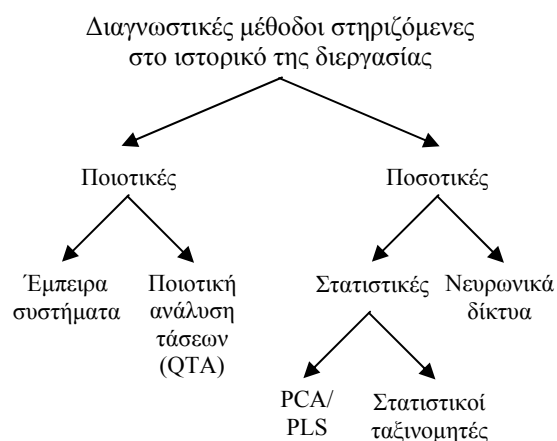 Διαγνωστικές μέθοδοι στηριζόμενες
στο ιστορικό της διεργασίας
Ποιοτικές
Ποσοτικές
Έμπειρα
συστήματα
Ποιοτική
ανάλυση
τάσεων
(QTA)
Στατιστικές
Νευρωνικά
δίκτυα
PCA/
PLS
Στατιστικοί
ταξινομητές